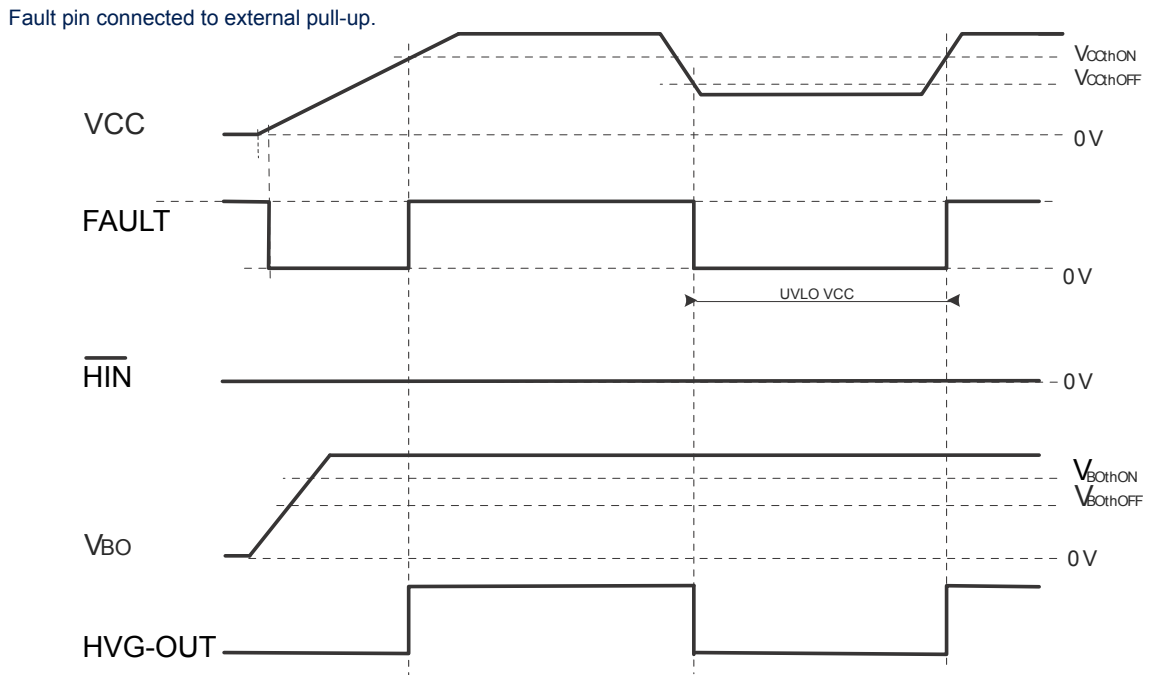 Fault pin connected to external pull-up.
VCCthON
VCCthOFF
VCC
0 V
FAULT
0 V
UVLO VCC
HIN
0 V
VBOthON
VBOthOFF
VBO
0 V
HVG-OUT